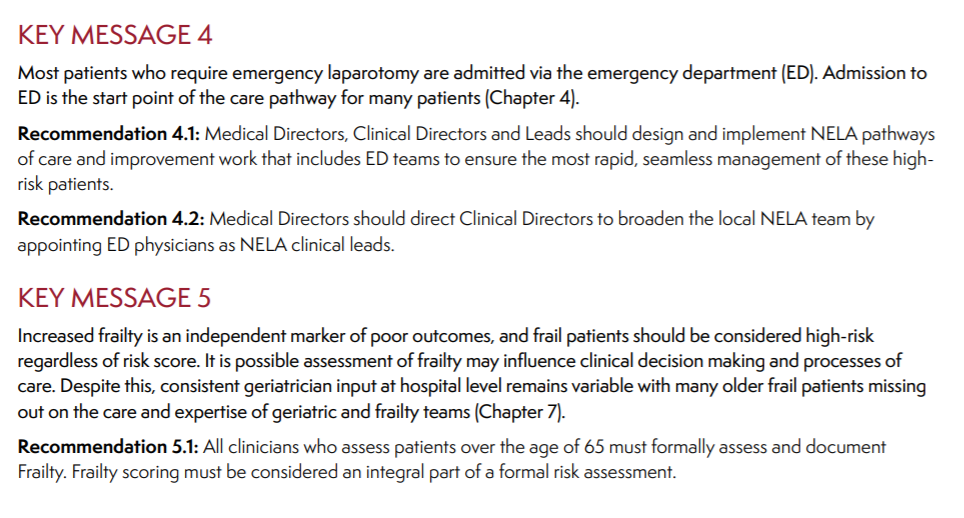 KEY MESSAGE 4
Most patients who require emergency laparotomy are admitted via the emergency department (ED). Admission to
ED is the start point of the care pathway for many patients (Chapter 4).
Recommendation 4.1: Medical Directors, Clinical Directors and Leads should design and implement NELA pathways
of care and improvement work that includes ED teams to ensure the most rapid, seamless management of these high-
risk patients.
Recommendation 4.2: Medical Directors should direct Clinical Directors to broaden the local NELA team by
appointing ED physicians as NELA clinical leads.
KEY MESSAGE 5
Increased frailty is an independent marker of poor outcomes, and frail patients should be considered high-risk
regardless of risk score. It is possible assessment of frailty may influence clinical decision making and processes of
care. Despite this, consistent geriatrician input at hospital level remains variable with many older frail patients missing
out on the care and expertise of geriatric and frailty teams (Chapter 7).
Recommendation 5.1: All clinicians who assess patients over the age of 65 must formally assess and document
Frailty. Frailty scoring must be considered an integral part of a formal risk assessment.